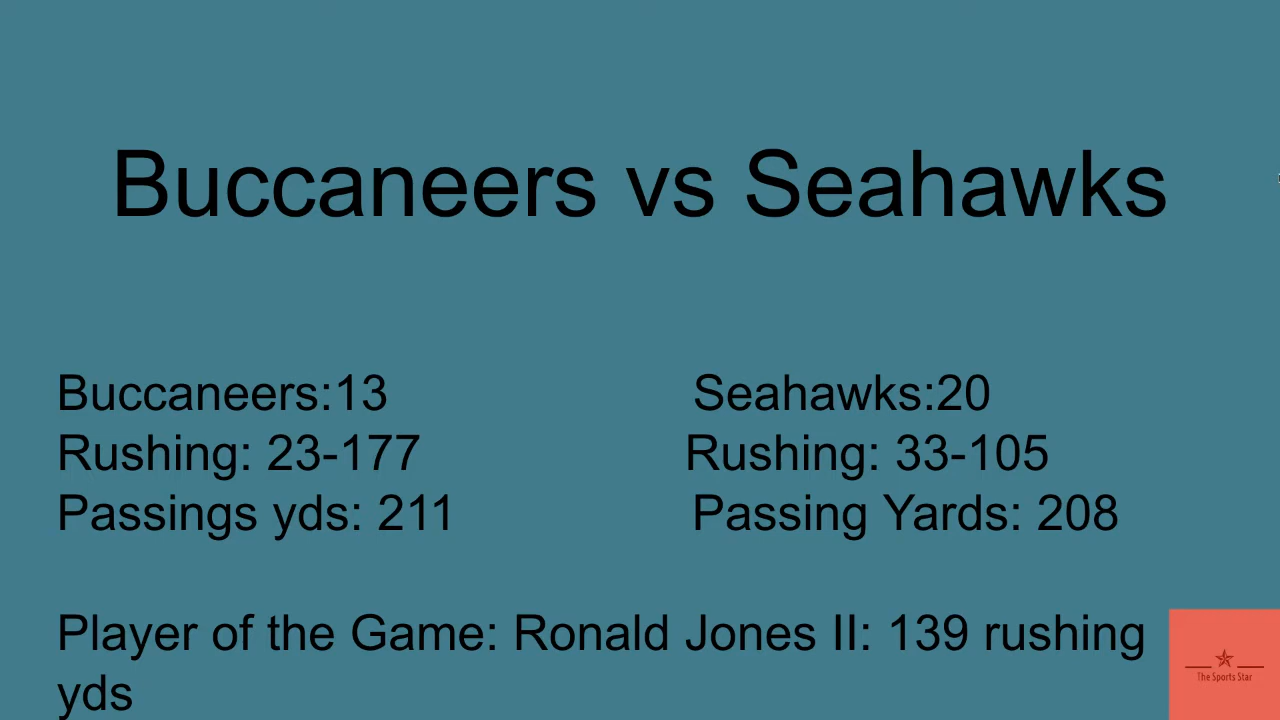 Buccaneers vs Seahawks
Buccaneers:13 Seahawks:20
Rushing: 23-177 Rushing: 33-105
Passings yds: 211 Passing Yards: 208
Player of the Game: Ronald Jones II: 139 rushing
yds
The Sports Star